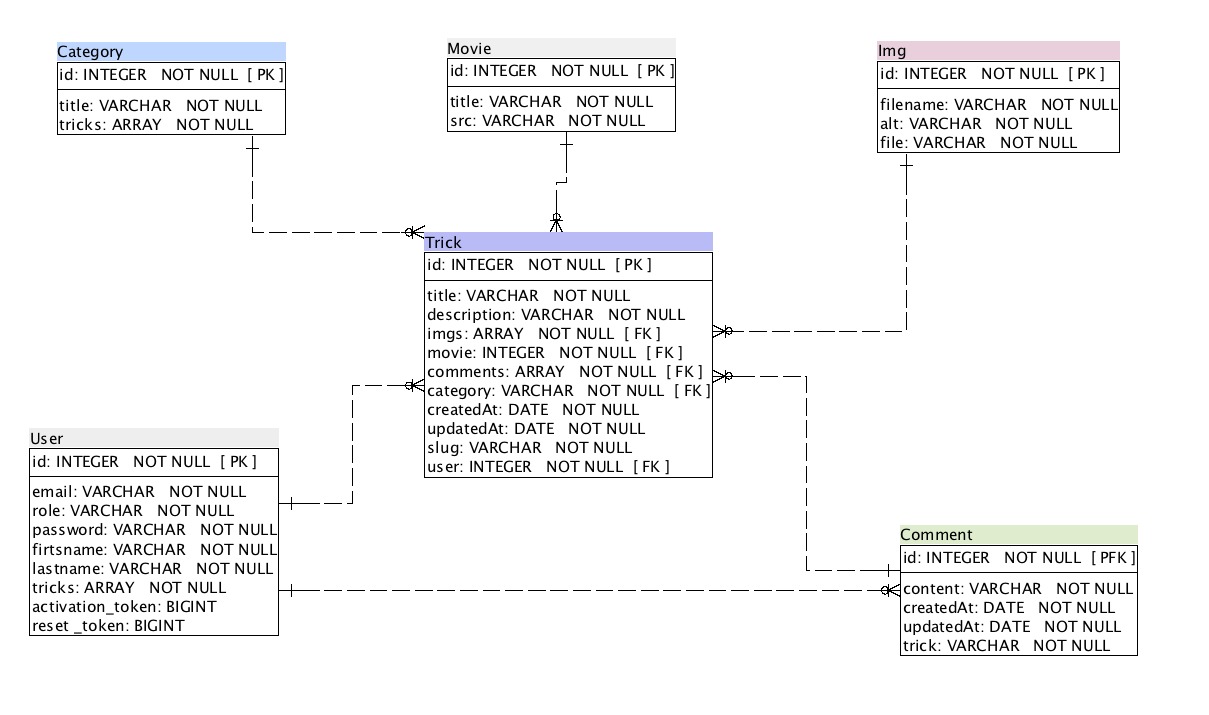 Category
id: INTEGER NOT NULL [ PK ]
title: VARCHAR NOT NULL
tricks: ARRAY NOT NULL
Movie
id: INTEGER NOT NULL [ PK ]
title: VARCHAR NOT NULL
src: VARCHAR NOT NULL
Img
id: INTEGER NOT NULL [ PK ]
filename: VARCHAR NOT NULL
alt: VARCHAR NOT NULL
file: VARCHAR NOT NULL
Trick
id: INTEGER NOT NULL [ PK ]
title: VARCHAR NOT NULL
description: VARCHAR NOT NULL
imgs: ARRAY NOT NULL [ FK ]
movie: INTEGER NOT NULL [ FK ]
comments: ARRAY NOT NULL [ FK ]
category: VARCHAR NOT NULL [ FK ]
createdAt: DATE NOT NULL
updatedAt: DATE NOT NULL
slug: VARCHAR NOT NULL
user: INTEGER NOT NULL [ FK ]
User
id: INTEGER NOT NULL [ PK ]
email: VARCHAR NOT NULL
role: VARCHAR NOT NULL
password: VARCHAR NOT NULL
firtsname: VARCHAR NOT NULL
lastname: VARCHAR NOT NULL
tricks: ARRAY NOT NULL
activation_token: BIGINT
reset _token: BIGINT
Comment
id: INTEGER NOT NULL [ PFK ]
content: VARCHAR NOT NULL
createdAt: DATE NOT NULL
updatedAt: DATE NOT NULL
trick: VARCHAR NOT NULL